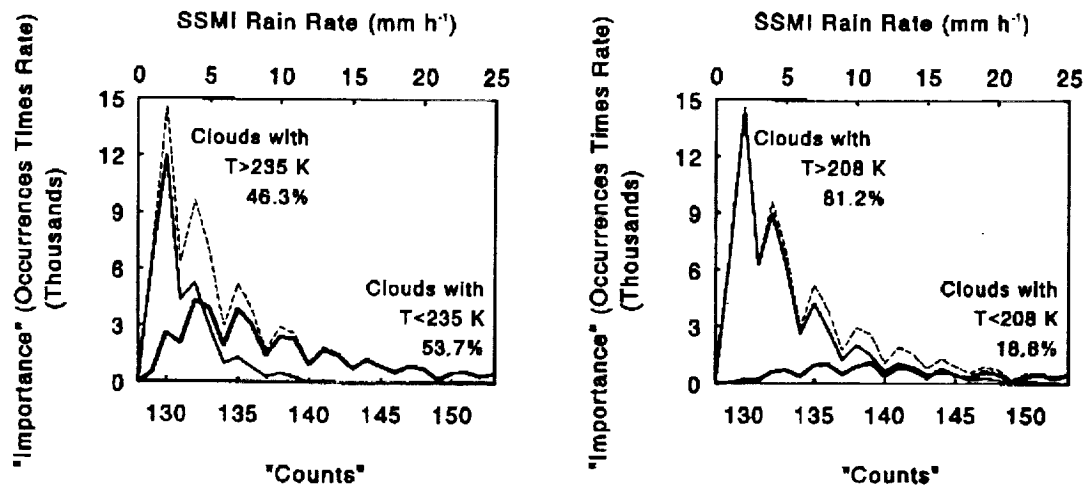 SSMI Rain Rate (mm h⁻¹)
0 5 10 15 20 25
"Importance" (Occurrences Times Rate)
(Thousands)
15
12
9
6
3
0
Clouds with
T>235 K
46.3%
Clouds with
T<235 K
53.7%
130 135 140 145 150
"Counts"
SSMI Rain Rate (mm h⁻¹)
0 5 10 15 20 25
"Importance" (Occurrences Times Rate)
(Thousands)
15
12
9
6
3
0
Clouds with
T>208 K
81.2%
Clouds with
T<208 K
18.8%
130 135 140 145 150
"Counts"